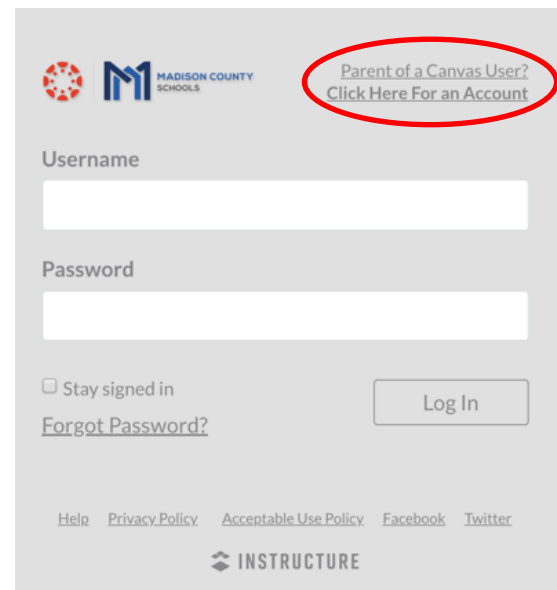 MADISON COUNTY
SCHOOLS
Parent of a Canvas User?
Click Here For an Account
Username
Password
Stay signed in
Log In
Forgot Password?
Help Privacy Policy Acceptable Use Policy Facebook Twitter
INSTRUCTURE